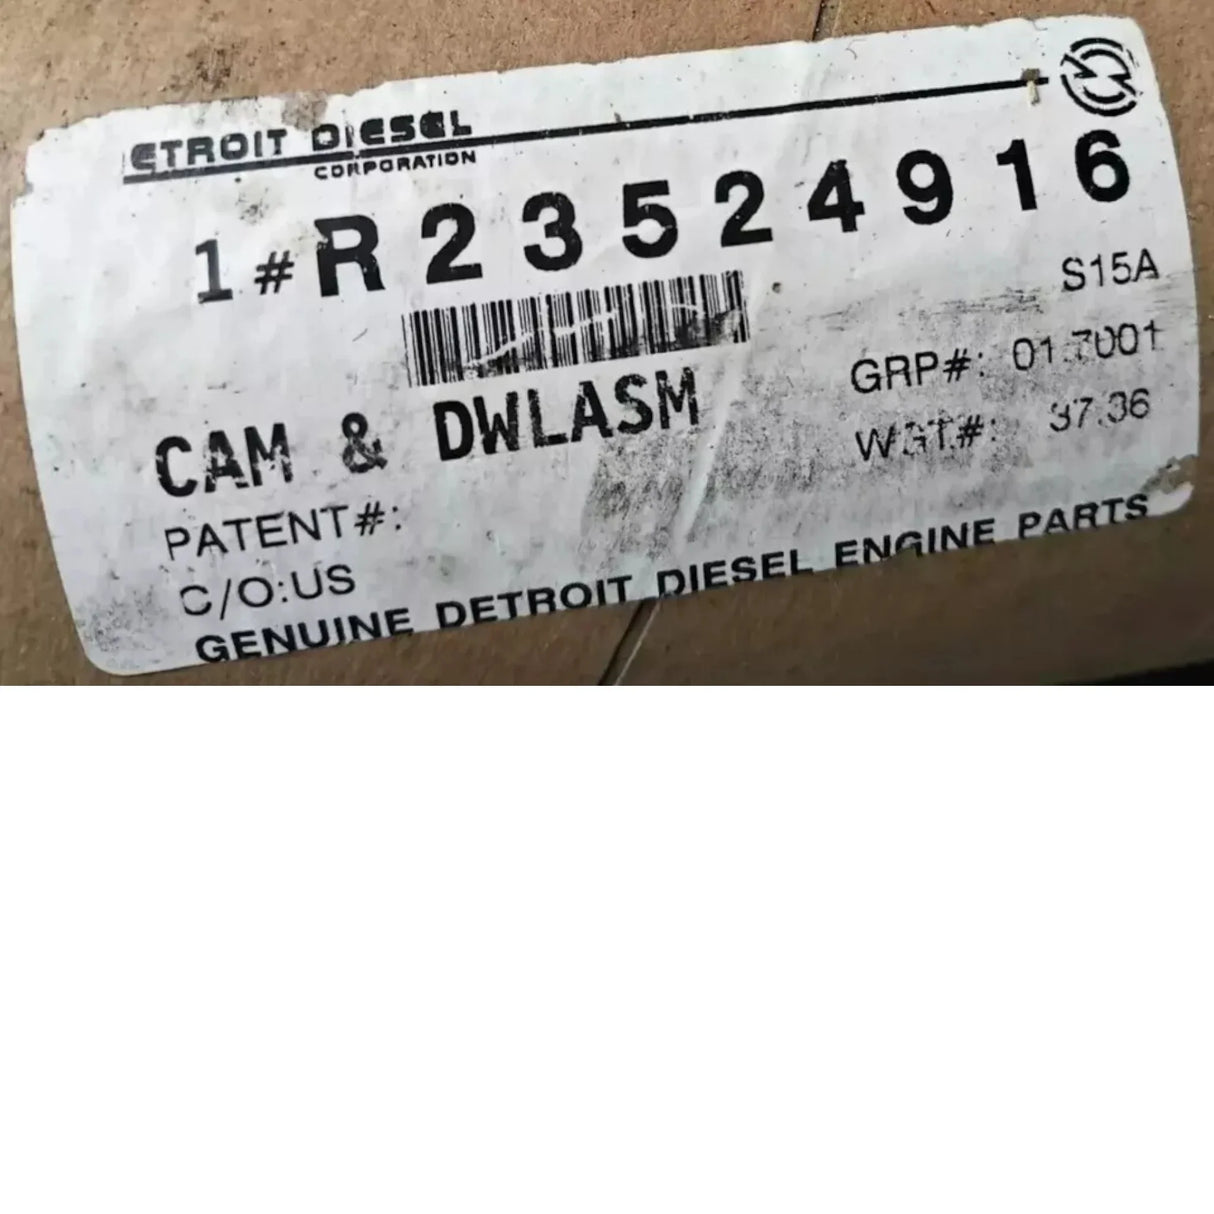 ETROIT DIESEL
CORPORATION
1 # R23524916
S15A
GRP#: 01.7001
CAM & DWLASM
WGT#: 37.36
PATENT#:
C/O:US
GENUINE DETROIT DIESEL ENGINE PARTS